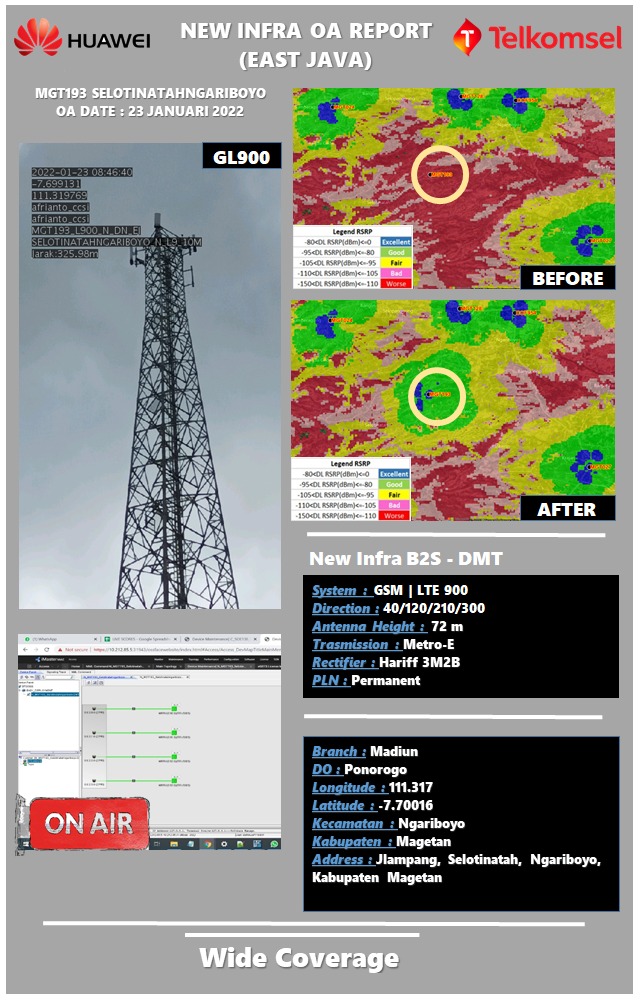 HUAWEI
NEW INFRA OA REPORT
(EAST JAVA)
Telkomsel
MGT193 SELOTINATAHNGARIBOYO
OA DATE : 23 JANUARI 2022
GL900
2022-01-23 08:46:40
-7.699131
111.319769
afrianto_ccsi
afrianto_ccsi
MGT193_L900_N_DN_EJ
SELOTINATAHNGARIBOYO_N_L9_10M
Jarak:325.98m
MGT193
Legend RSRP
-80<DL RSRP(dBm)<=0 Excellent
-95<DL RSRP(dBm)<=-80 Good
-105<DL RSRP(dBm)<=-95 Fair
-110<DL RSRP(dBm)<=-105 Bad
-150<DL RSRP(dBm)<=-110 Worse
BEFORE
Legend RSRP
-80<DL RSRP(dBm)<=0 Excellent
-95<DL RSRP(dBm)<=-80 Good
-105<DL RSRP(dBm)<=-95 Fair
-110<DL RSRP(dBm)<=-105 Bad
-150<DL RSRP(dBm)<=-110 Worse
AFTER
New Infra B2S - DMT
System : GSM | LTE 900
Direction : 40/120/210/300
Antenna Height : 72 m
Trasmission : Metro-E
Rectifier : Hariff 3M2B
PLN : Permanent
WhatsApp
Not secure
ON AIR
Branch : Madiun
DO : Ponorogo
Longitude : 111.317
Latitude : -7.70016
Kecamatan : Ngariboyo
Kabupaten : Magetan
Address : Jlampang, Selotinatah, Ngariboyo,
Kabupaten Magetan
Wide Coverage